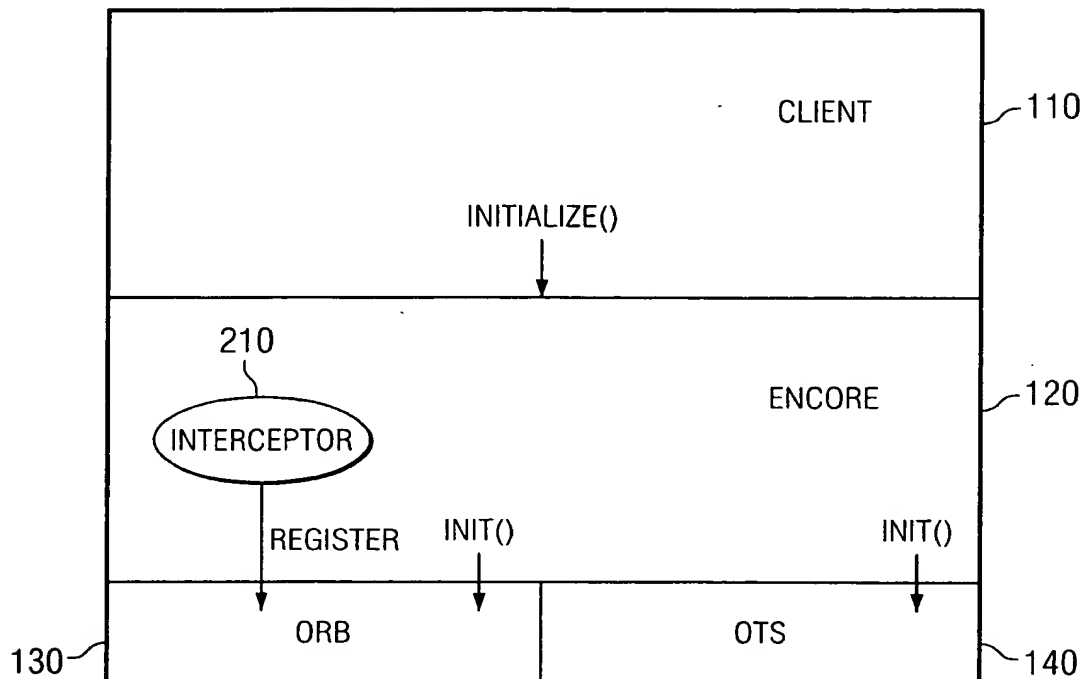 CLIENT
110
INITIALIZE()
210
ENCORE
120
INTERCEPTOR
REGISTER
INIT()
INIT()
ORB
OTS
130
140